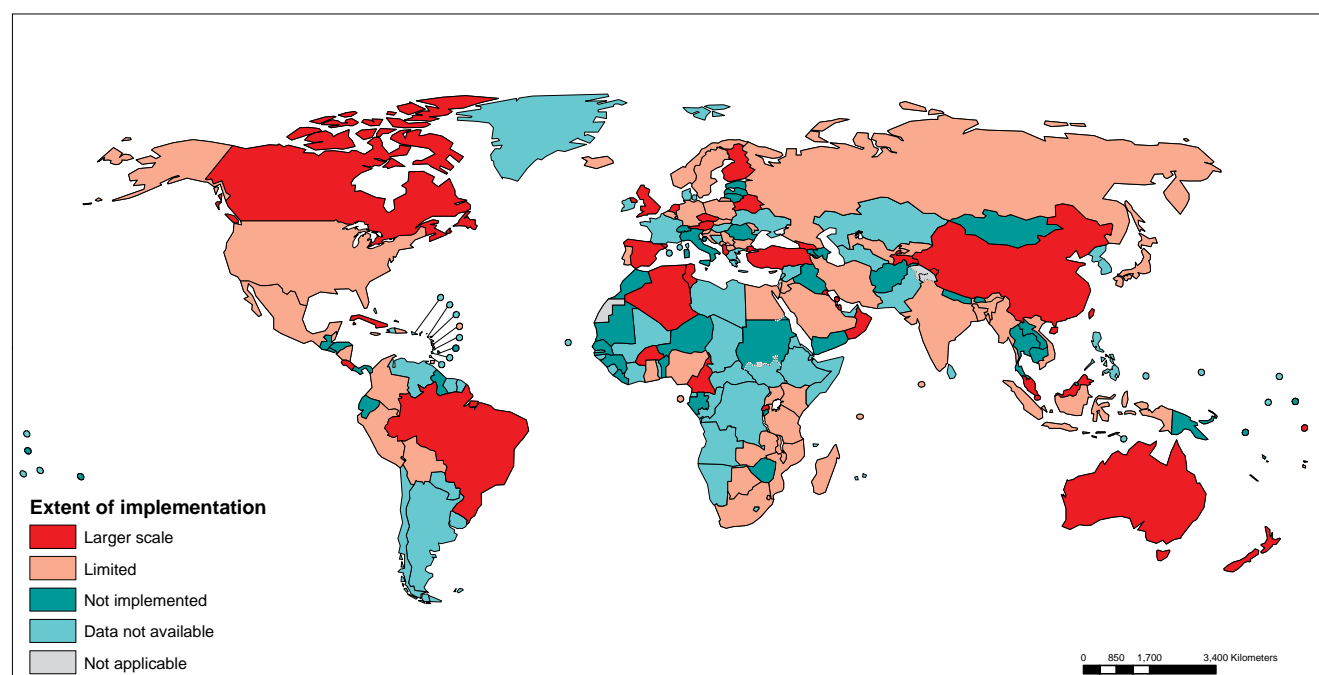 Extent of implementation
Larger scale
Limited
Not implemented
Data not available
Not applicable
0 850 1,700 3,400 Kilometers